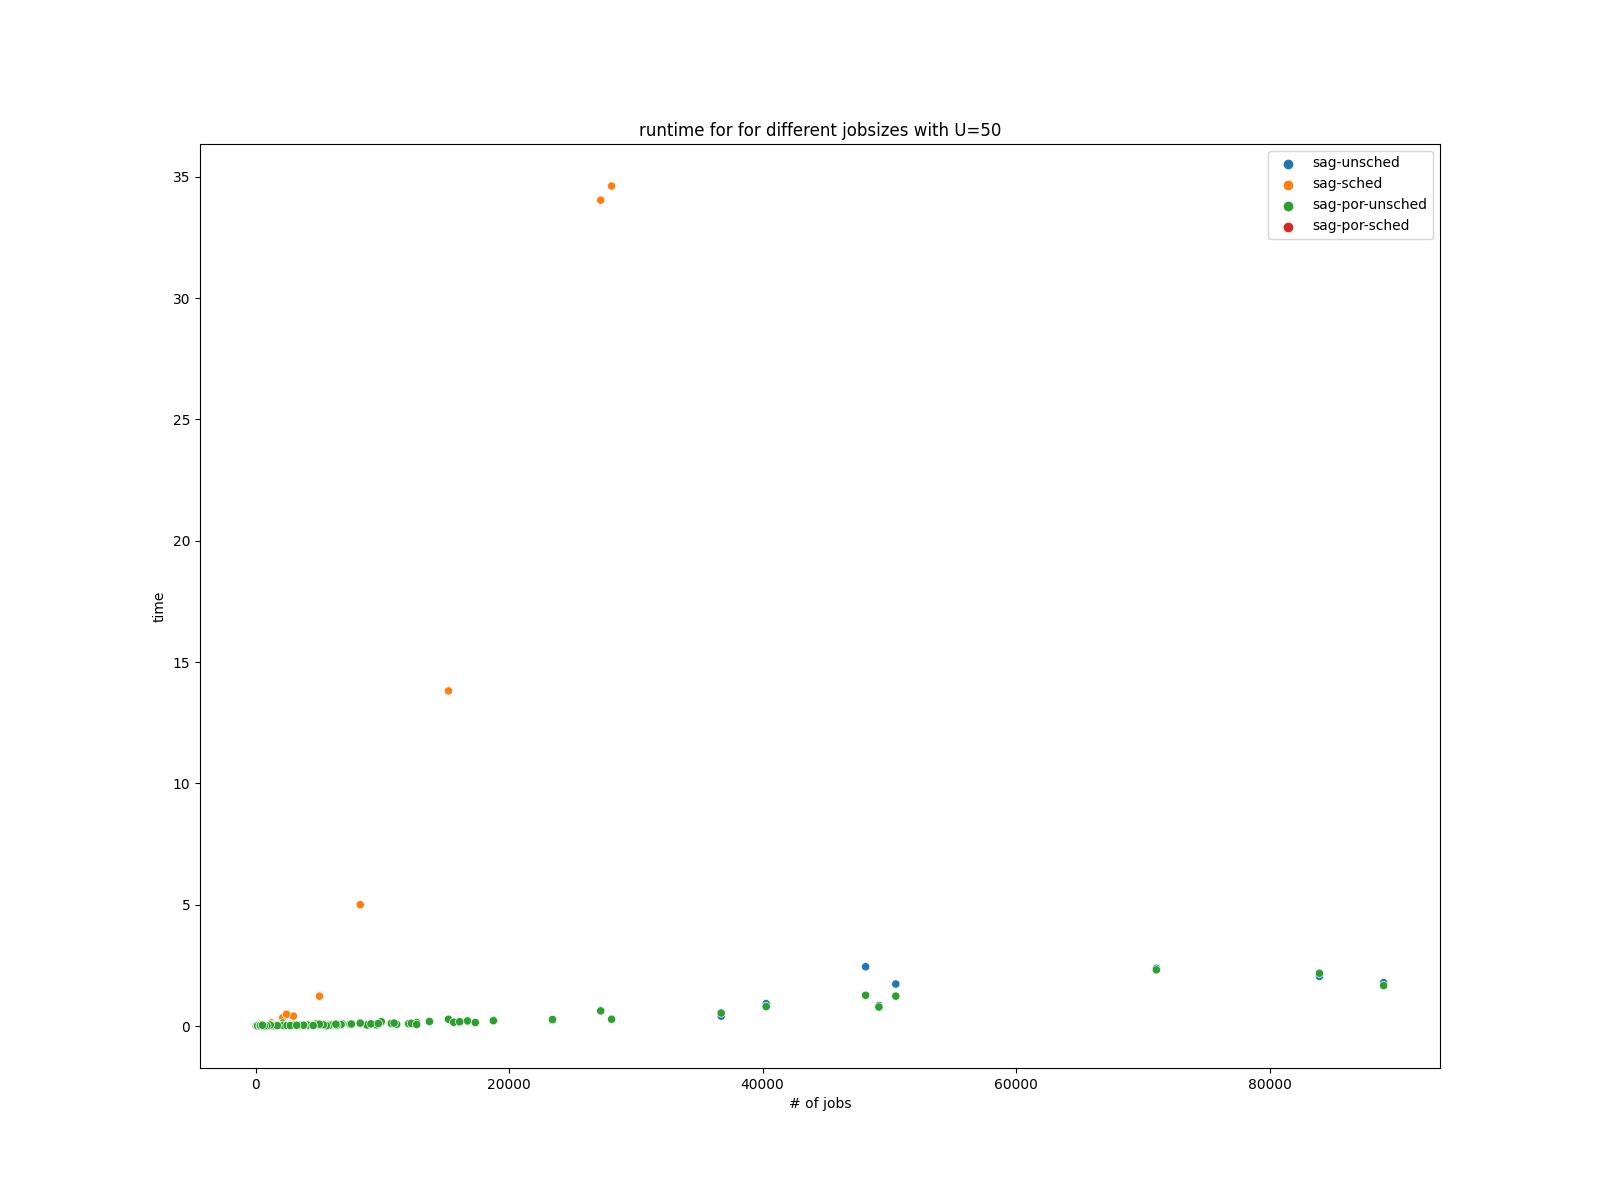 runtime for for different jobsizes with U=50
sag-unsched
sag-sched
sag-por-unsched
sag-por-sched
35
30
25
20
15
10
5
0
time
0 20000 40000 60000 80000
# of jobs